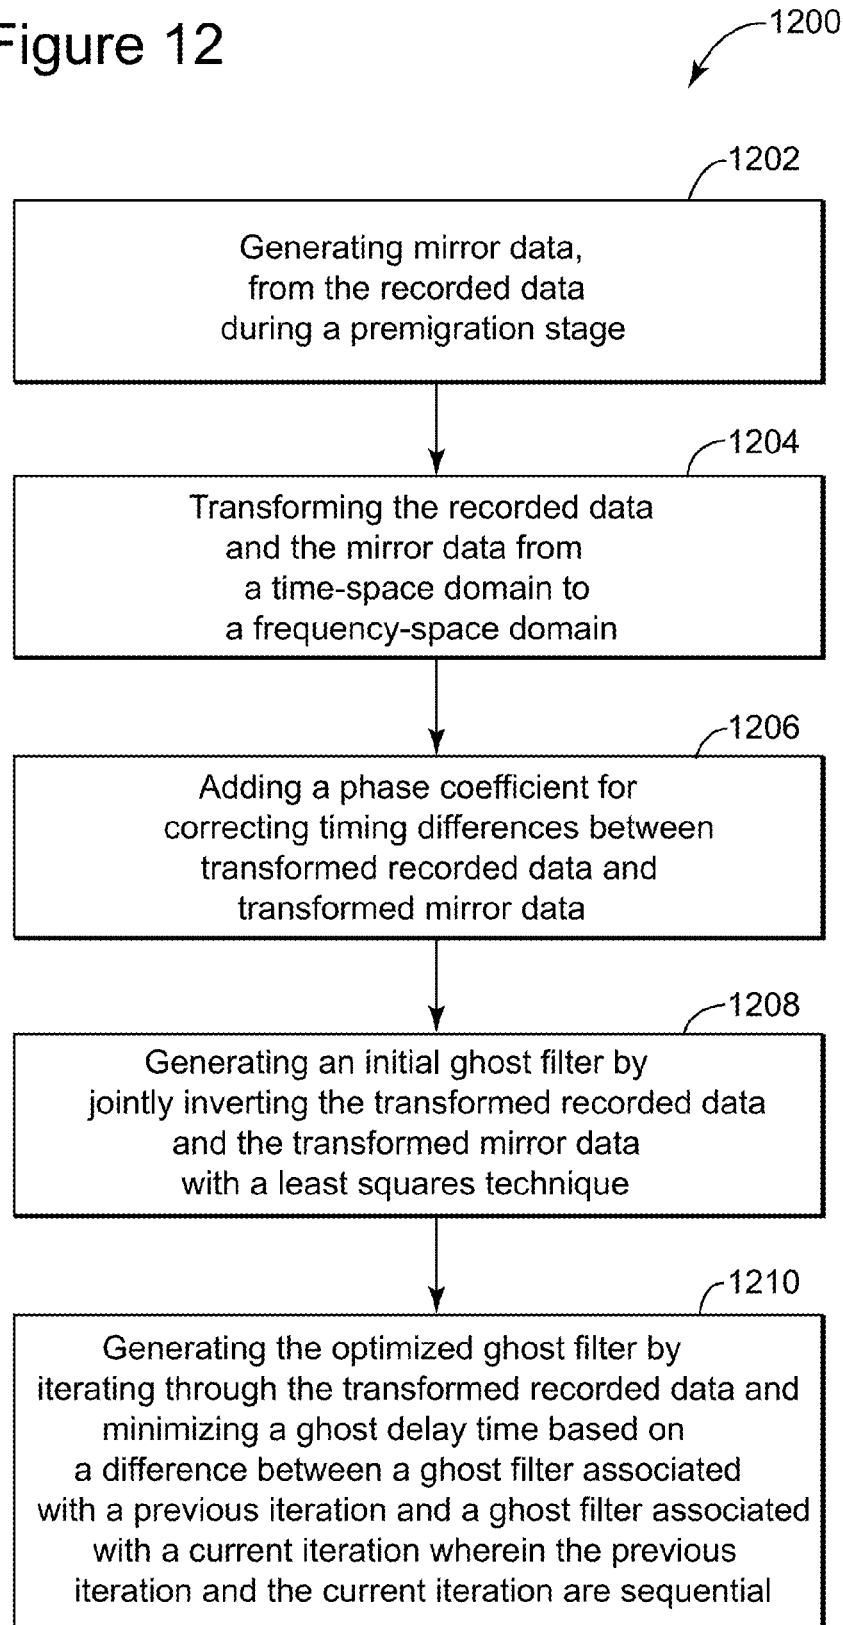 Figure 12
1200
1202
Generating mirror data,
from the recorded data
during a premigration stage
1204
Transforming the recorded data
and the mirror data from
a time-space domain to
a frequency-space domain
1206
Adding a phase coefficient for
correcting timing differences between
transformed recorded data and
transformed mirror data
1208
Generating an initial ghost filter by
jointly inverting the transformed recorded data
and the transformed mirror data
with a least squares technique
1210
Generating the optimized ghost filter by
iterating through the transformed recorded data and
minimizing a ghost delay time based on
a difference between a ghost filter associated
with a previous iteration and a ghost filter associated
with a current iteration wherein the previous
iteration and the current iteration are sequential